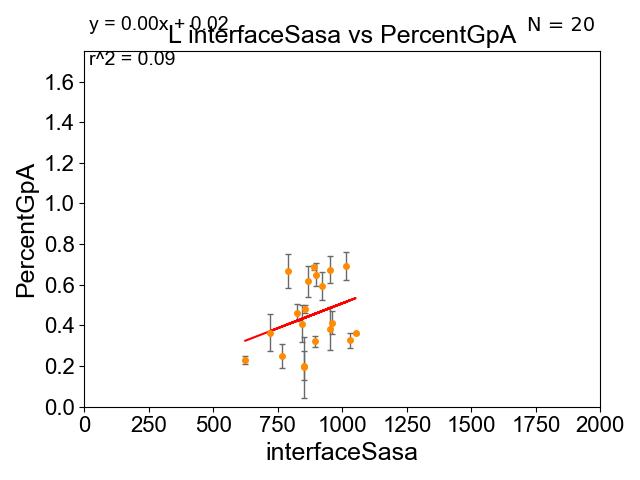 y = 0.00x + 0.02
L interfaceSasa vs PercentGpA
N = 20
r^2 = 0.09
PercentGpA
1.6
1.4
1.2
1.0
0.8
0.6
0.4
0.2
0.0
0 250 500 750 1000 1250 1500 1750 2000
interfaceSasa